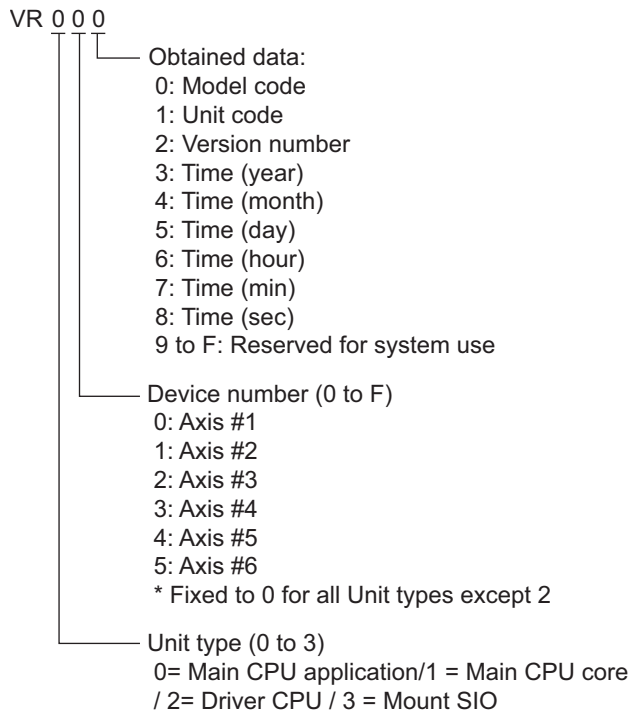 VR 0 0 0
Obtained data:
0: Model code
1: Unit code
2: Version number
3: Time (year)
4: Time (month)
5: Time (day)
6: Time (hour)
7: Time (min)
8: Time (sec)
9 to F: Reserved for system use
Device number (0 to F)
0: Axis #1
1: Axis #2
2: Axis #3
3: Axis #4
4: Axis #5
5: Axis #6
* Fixed to 0 for all Unit types except 2
Unit type (0 to 3)
0= Main CPU application/1 = Main CPU core
/ 2= Driver CPU / 3 = Mount SIO